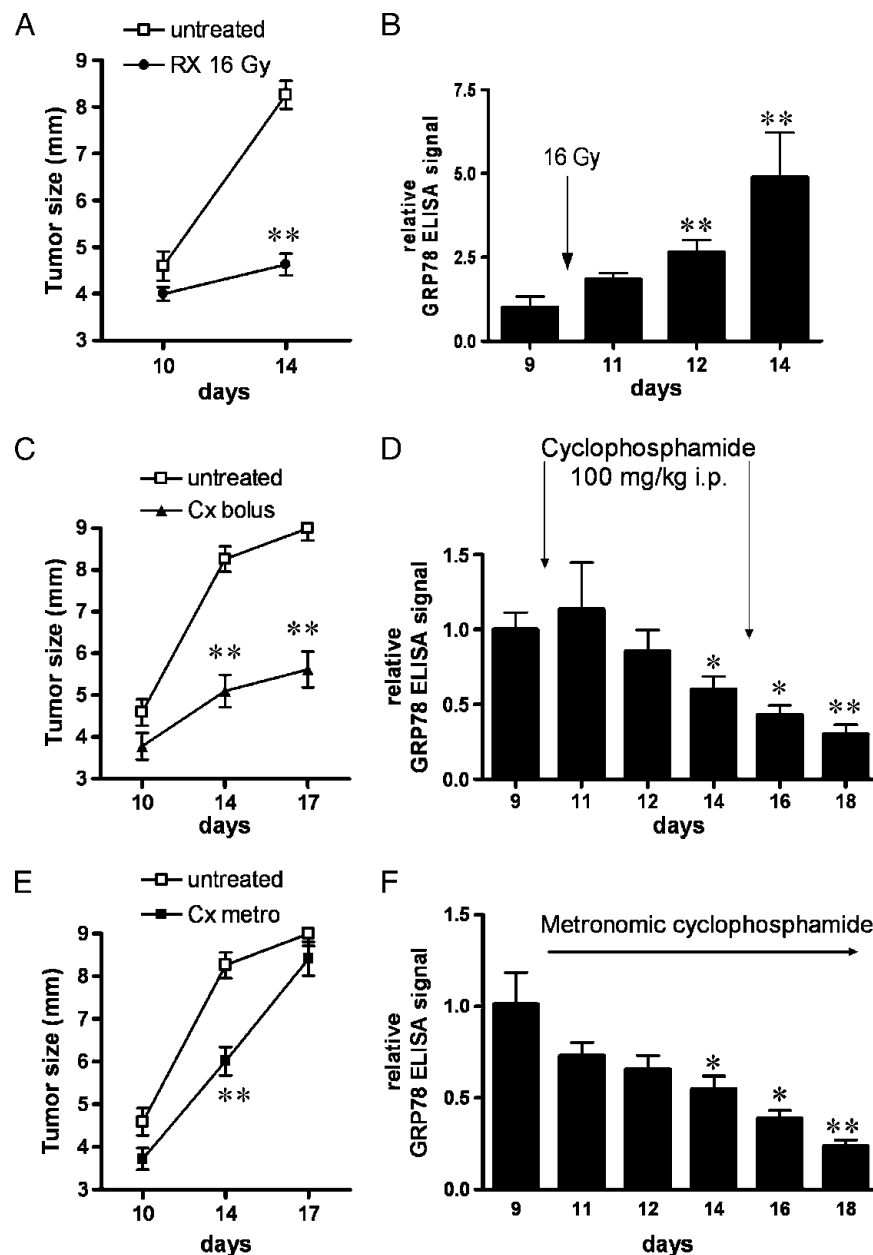 A
untreated
RX 16 Gy
Tumor size (mm)
9
8
7
6
5
4
3
**
10 14
days
B
relative
GRP78 ELISA signal
7.5
5.0
2.5
0.0
16 Gy
**
**
9 11 12 14
days
C
untreated
Cx bolus
Tumor size (mm)
9
8
7
6
5
4
3
** **
10 14 17
days
D
Cyclophosphamide
100 mg/kg i.p.
relative
GRP78 ELISA signal
1.5
1.0
0.5
0.0
* * **
9 11 12 14 16 18
days
E
untreated
Cx metro
Tumor size (mm)
9
8
7
6
5
4
3
**
10 14 17
days
F
Metronomic cyclophosphamide
relative
GRP78 ELISA signal
1.5
1.0
0.5
0.0
* * **
9 11 12 14 16 18
days